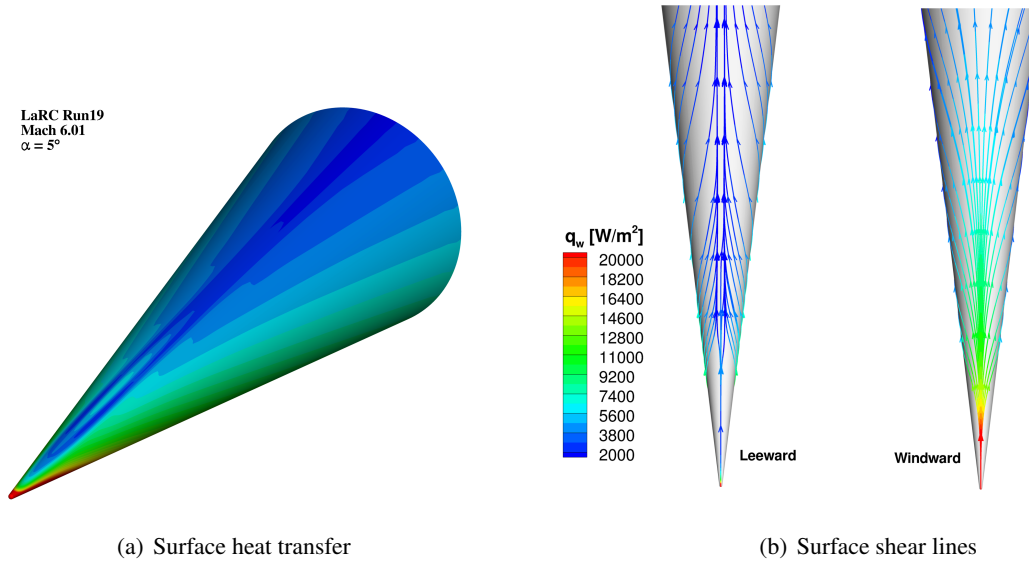 LaRC Run19
Mach 6.01
α = 5°
q_w [W/m²]
20000
18200
16400
14600
12800
11000
9200
7400
5600
3800
2000
Leeward
Windward
(a) Surface heat transfer
(b) Surface shear lines